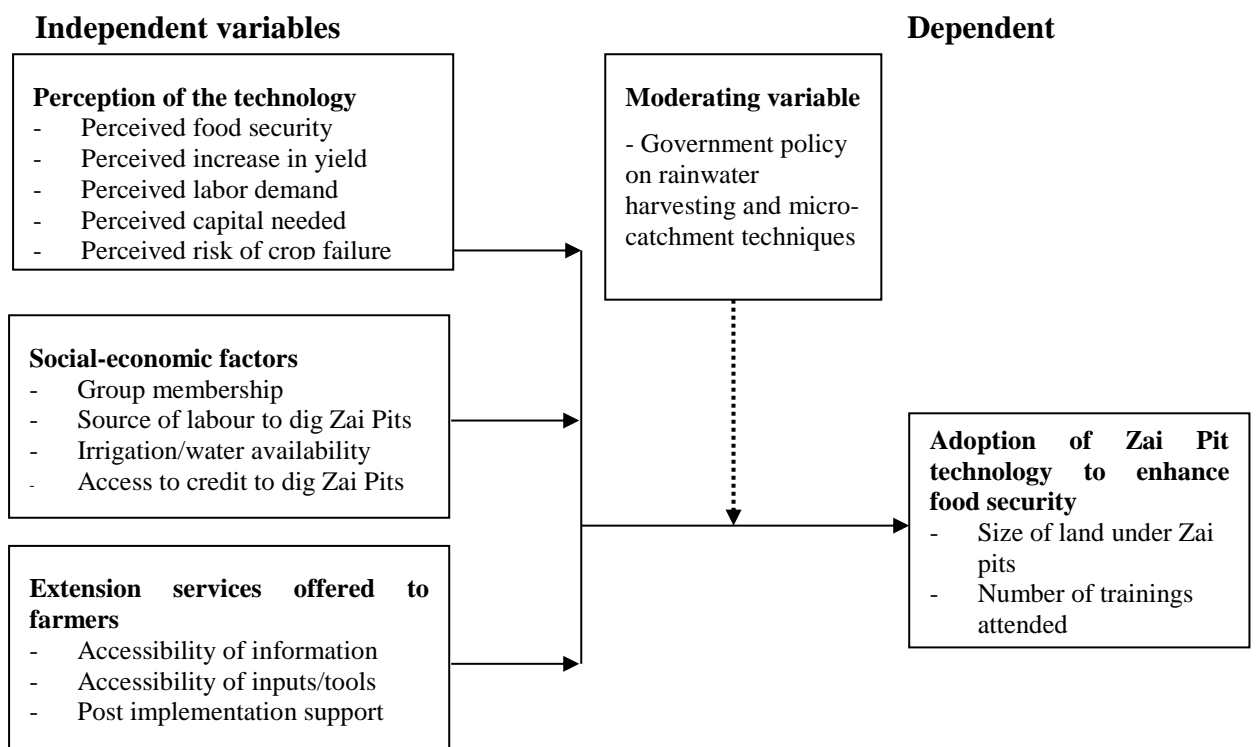 Independent variables
Dependent
Perception of the technology
- Perceived food security
- Perceived increase in yield
- Perceived labor demand
- Perceived capital needed
- Perceived risk of crop failure
Moderating variable
- Government policy
on rainwater
harvesting and micro-
catchment techniques
Social-economic factors
- Group membership
- Source of labour to dig Zai Pits
- Irrigation/water availability
- Access to credit to dig Zai Pits
Extension services offered to
farmers
- Accessibility of information
- Accessibility of inputs/tools
- Post implementation support
Adoption of Zai Pit
technology to enhance
food security
- Size of land under Zai
pits
- Number of trainings
attended